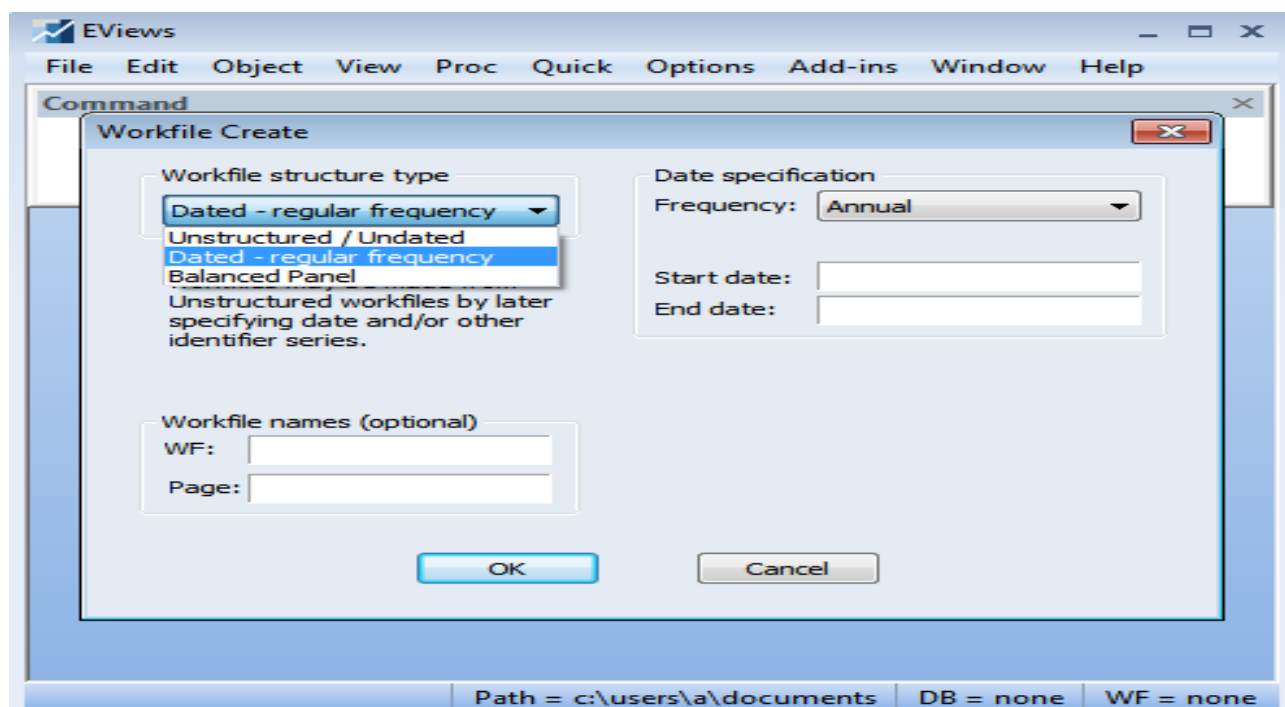 EViews
File Edit Object View Proc Quick Options Add-ins Window Help
Command
Workfile Create
Workfile structure type
Dated - regular frequency
Unstructured / Undated
Dated - regular frequency
Balanced Panel
Unstructured workfiles by later
specifying date and/or other
identifier series.
Date specification
Frequency: Annual
Start date:
End date:
Workfile names (optional)
WF:
Page:
OK Cancel
Path = c:\users\a\documents DB = none WF = none